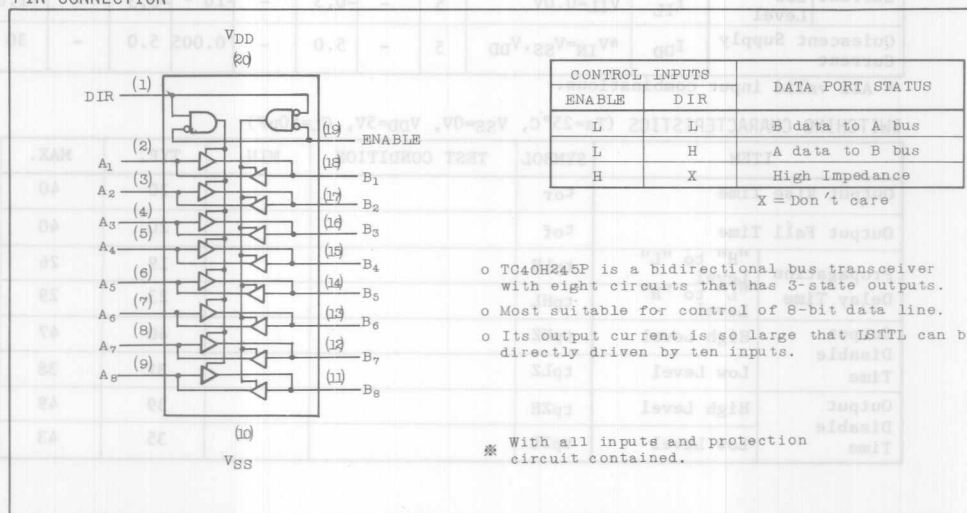 PIN CONNECTION
VDD
(20)
(1)
DIR
(19)
ENABLE
(2)
A1
(18)
B1
(3)
A2
(17)
B2
(4)
A3
(16)
B3
(5)
A4
(15)
B4
(6)
A5
(14)
B5
(7)
A6
(13)
B6
(8)
A7
(12)
B7
(9)
A8
(11)
B8
(10)
VSS
CONTROL INPUTS DATA PORT STATUS
ENABLE DIR
L L B data to A bus
L H A data to B bus
H X High Impedance
X = Don't care
o TC40H245P is a bidirectional bus transceiver
with eight circuits that has 3-state outputs.
o Most suitable for control of 8-bit data line.
o Its output current is so large that LSTTL can b
directly driven by ten inputs.
※ With all inputs and protection
circuit contained.